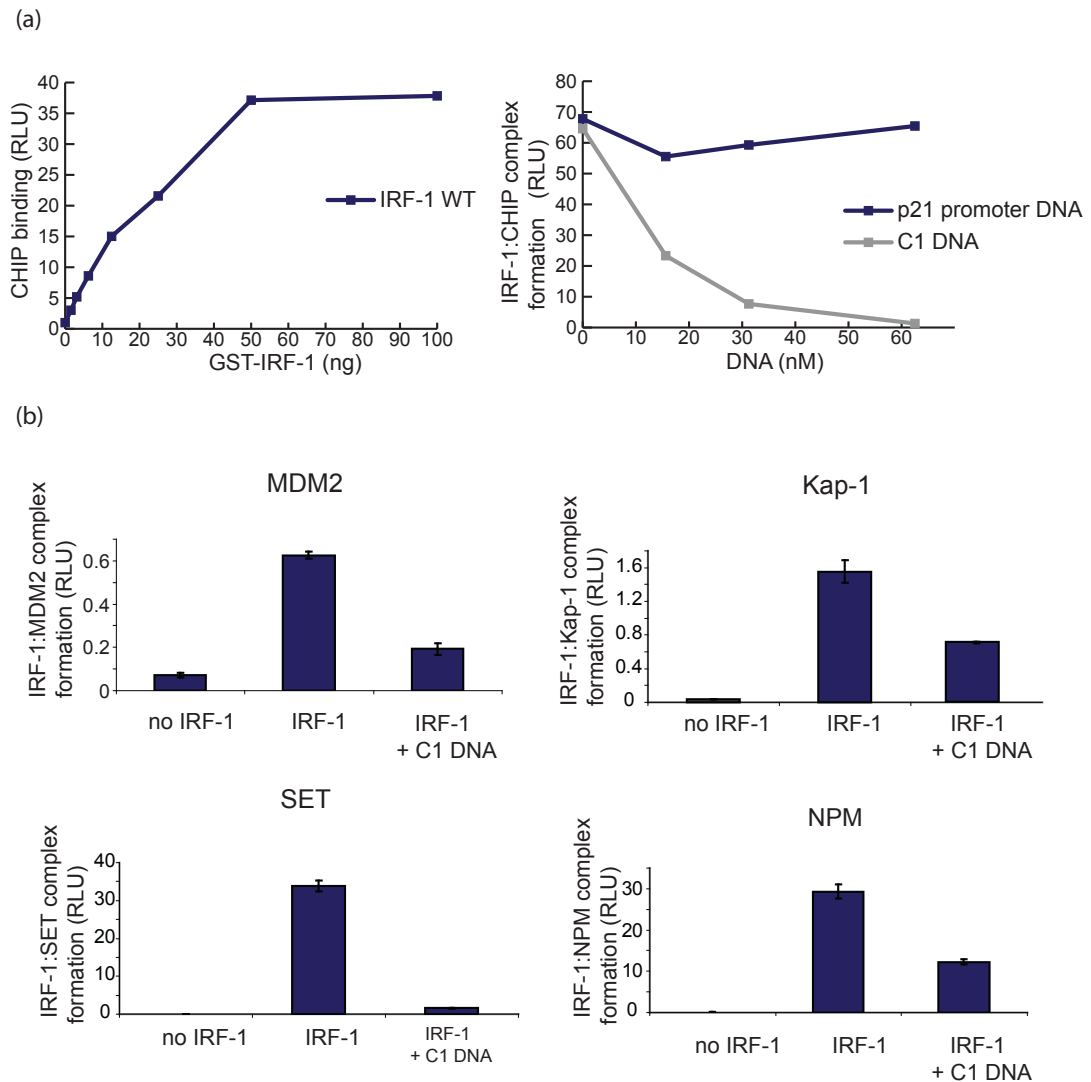 (a)
CHIP binding (RLU)
40
35
30
25
20
15
10
5
0
0 10 20 30 40 50 60 70 80 90 100
GST-IRF-1 (ng)
IRF-1 WT
IRF-1:CHIP complex
formation (RLU)
80
70
60
50
40
30
20
10
0
0 10 20 30 40 50 60
DNA (nM)
p21 promoter DNA
C1 DNA
(b)
MDM2
IRF-1:MDM2 complex
formation (RLU)
0.6
0.4
0.2
0
no IRF-1
IRF-1
IRF-1
+ C1 DNA
Kap-1
IRF-1:Kap-1 complex
formation (RLU)
1.6
1.2
0.8
0.4
0
no IRF-1
IRF-1
IRF-1
+ C1 DNA
SET
IRF-1:SET complex
formation (RLU)
40
30
20
10
0
no IRF-1
IRF-1
IRF-1
+ C1 DNA
NPM
IRF-1:NPM complex
formation (RLU)
30
20
10
0
no IRF-1
IRF-1
IRF-1
+ C1 DNA